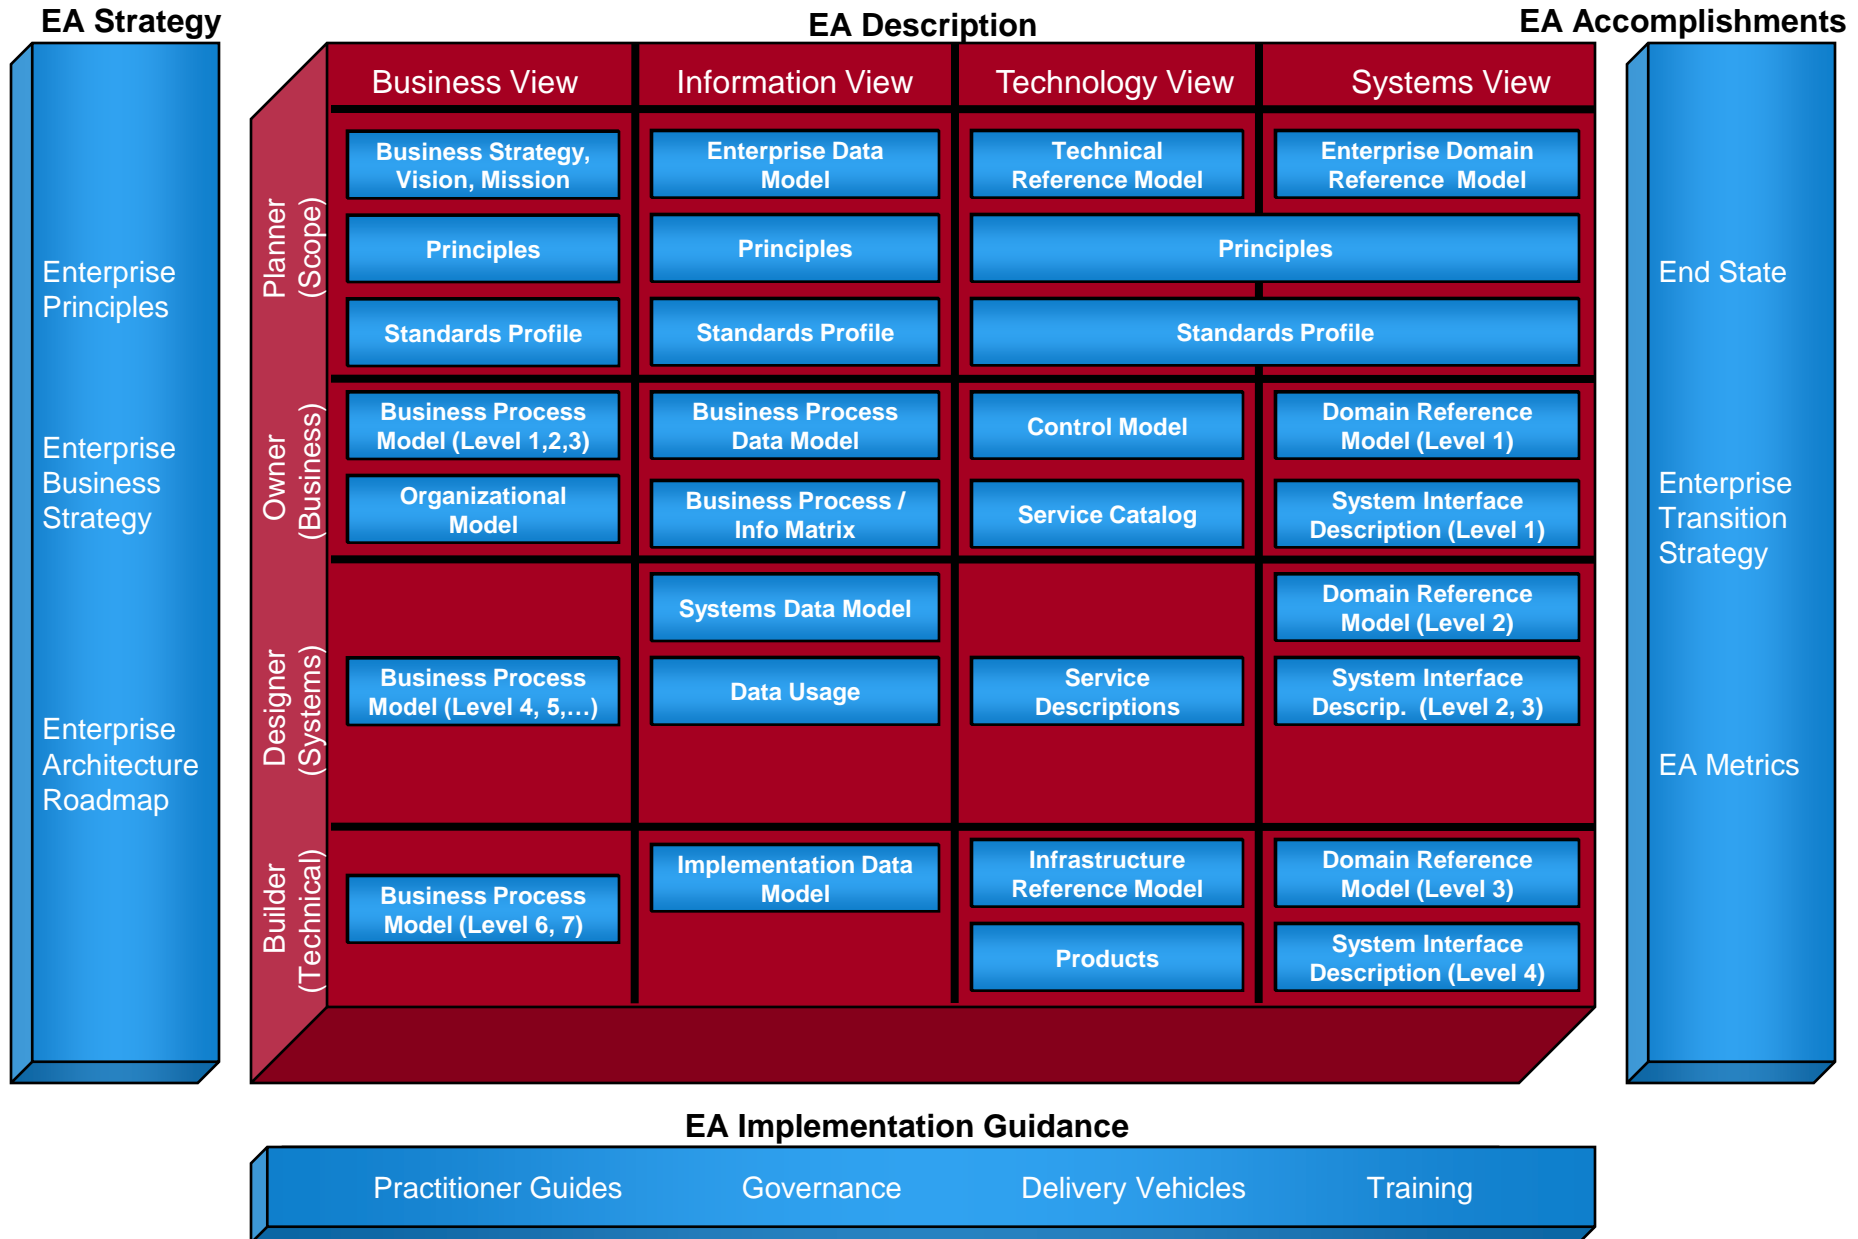 EA Strategy
EA Description
EA Accomplishments
Enterprise
Principles
Enterprise
Business
Strategy
Enterprise
Architecture
Roadmap
Business View
Information View
Technology View
Systems View
Planner
(Scope)
Business Strategy,
Vision, Mission
Enterprise Data
Model
Technical
Reference Model
Enterprise Domain
Reference Model
Principles
Principles
Principles
Standards Profile
Standards Profile
Standards Profile
Owner
(Business)
Business Process
Model (Level 1,2,3)
Business Process
Data Model
Control Model
Domain Reference
Model (Level 1)
Organizational
Model
Business Process /
Info Matrix
Service Catalog
System Interface
Description (Level 1)
Designer
(Systems)
Systems Data Model
Domain Reference
Model (Level 2)
Business Process
Model (Level 4, 5,…)
Data Usage
Service
Descriptions
System Interface
Descrip. (Level 2, 3)
Builder
(Technical)
Business Process
Model (Level 6, 7)
Implementation Data
Model
Infrastructure
Reference Model
Domain Reference
Model (Level 3)
Products
System Interface
Description (Level 4)
End State
Enterprise
Transition
Strategy
EA Metrics
EA Implementation Guidance
Practitioner Guides
Governance
Delivery Vehicles
Training